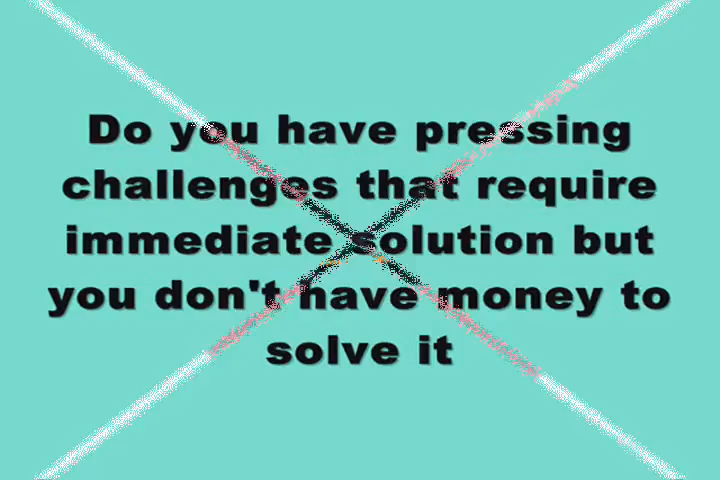 Do you have pressing
challenges that require
immediate solution but
you don't have money to
solve it